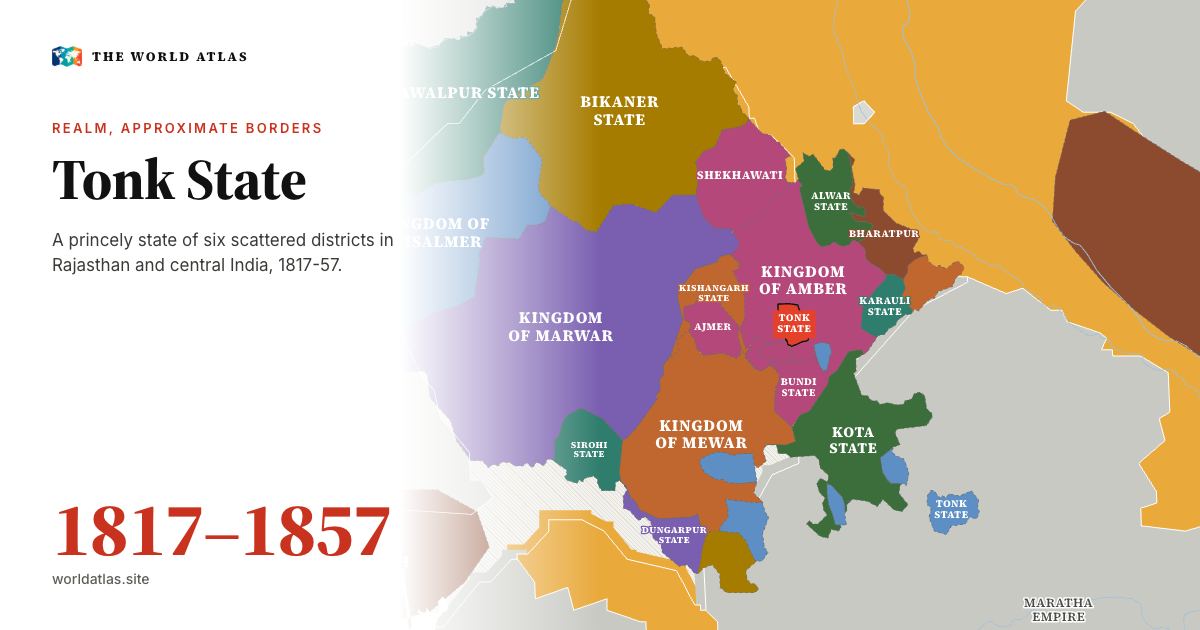 THE WORLD ATLAS
REALM, APPROXIMATE BORDERS
Tonk State
A princely state of six scattered districts in
Rajasthan and central India, 1817-57.
1817–1857
worldatlas.site
AWALPUR STATE
BIKANER
STATE
SHEKHAWATI
ALWAR
STATE
BHARATPUR
GDOM OF
SALMER
KINGDOM
OF AMBER
KISHANGARH
STATE
KARAULI
STATE
KINGDOM
OF MARWAR
AJMER
TONK
STATE
BUNDI
STATE
KINGDOM
OF MEWAR
KOTA
STATE
SIROHI
STATE
TONK
STATE
DUNGARPUR
STATE
MARATHA
EMPIRE